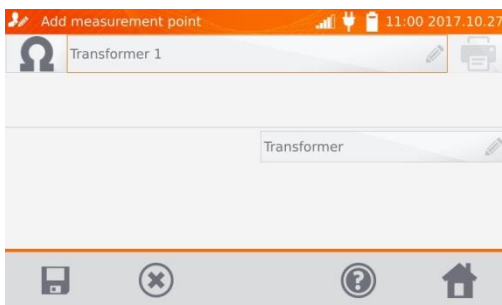 Add measurement point 11:00 2017.10.27
Transformer 1
Transformer